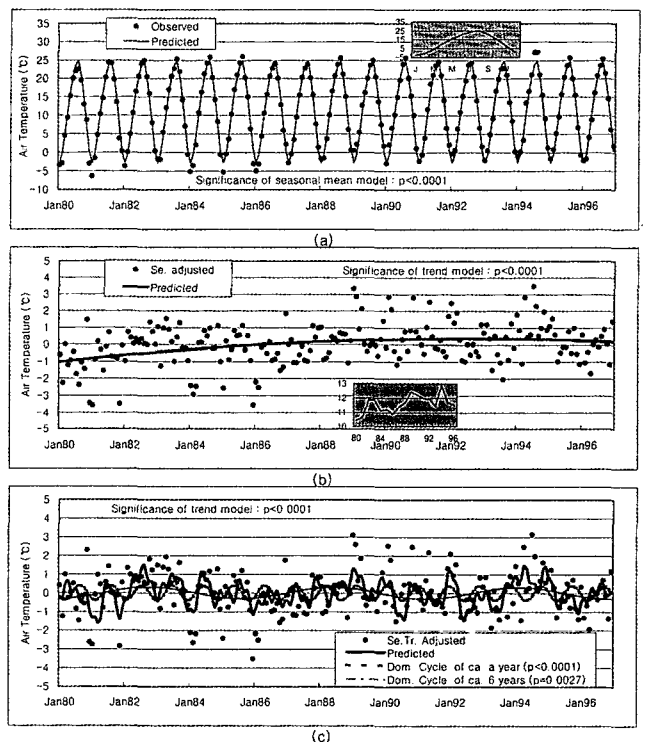 Observed
Predicted
Air Temperature (℃)
35
30
25
20
15
10
5
0
-5
-10
35
25
15
5
J M S
Significance of seasonal mean model : p<0.0001
Jan80 Jan82 Jan84 Jan86 Jan88 Jan90 Jan92 Jan94 Jan96
(a)
Se. adjusted
Predicted
Significance of trend model : p<0.0001
Air Temperature (℃)
5
4
3
2
1
0
-1
-2
-3
-4
-5
13
12
11
10
80 84 88 92 96
Jan80 Jan82 Jan84 Jan86 Jan88 Jan90 Jan92 Jan94 Jan96
(b)
Significance of trend model : p<0 0001
Air Temperature (℃)
5
4
3
2
1
0
-1
-2
-3
-4
-5
Se.Tr. Adjusted
Predicted
Dom. Cycle of ca. a year (p<0.0001)
Dom. Cycle of ca. 6 years (p=0.0027)
Jan80 Jan82 Jan84 Jan86 Jan88 Jan90 Jan92 Jan94 Jan96
(c)